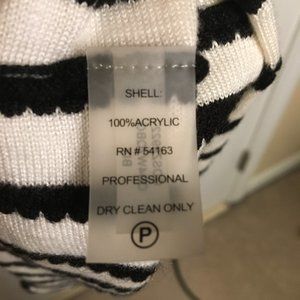 SHELL:
100%ACRYLIC
RN # 54163
PROFESSIONAL
DRY CLEAN ONLY
P